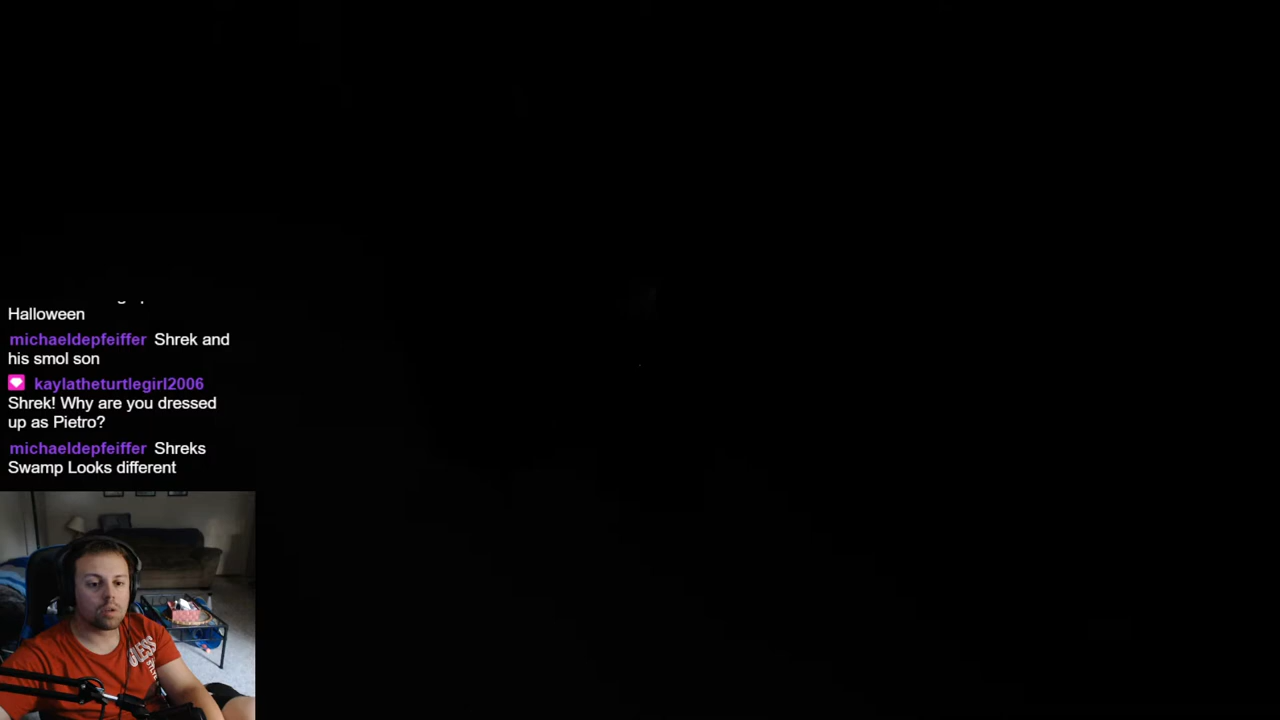 Halloween
michaeldepfeiffer Shrek and
his smol son
kaylatheturtlegirl2006
Shrek! Why are you dressed
up as Pietro?
michaeldepfeiffer Shreks
Swamp Looks different